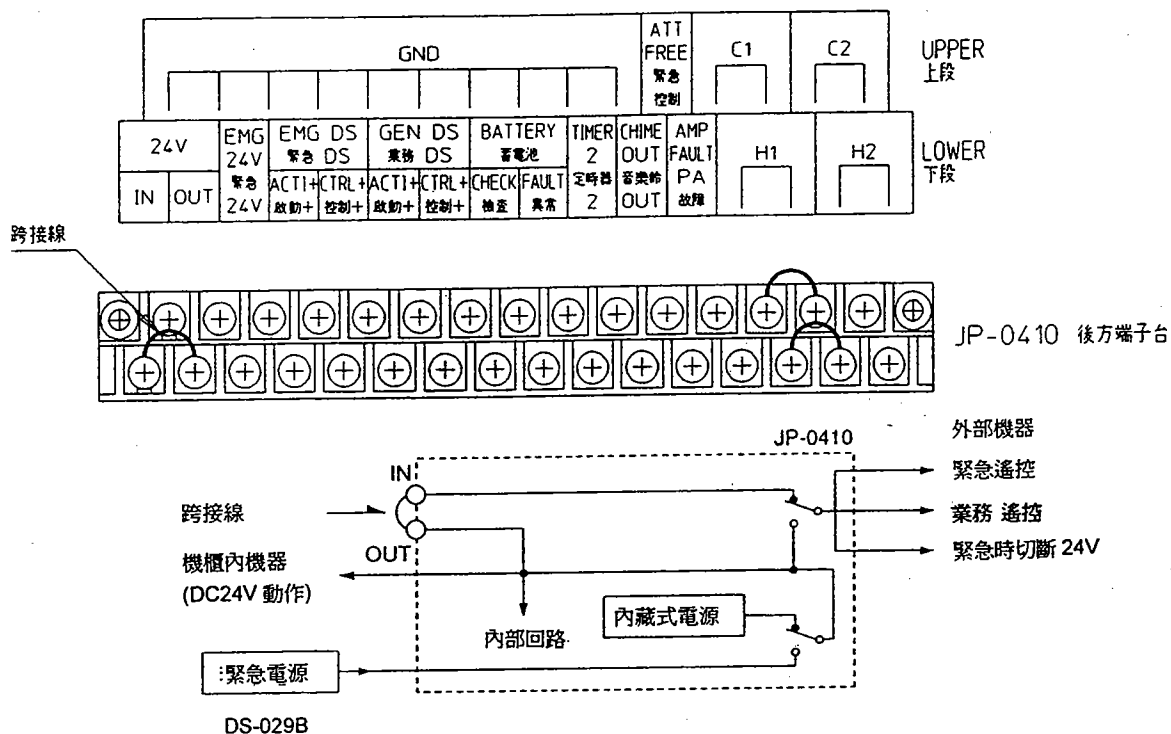 GND
ATT
FREE
緊急
控制
C1
C2
UPPER
上段
24V
IN
OUT
EMG
24V
緊急
24V
EMG DS
緊急 DS
ACTI+
啟動+
CTRL+
控制+
GEN DS
業務 DS
ACTI+
啟動+
CTRL+
控制+
BATTERY
蓄電池
CHECK
檢查
FAULT
異常
TIMER
2
定時器
2
CHIME
OUT
音樂鈴
OUT
AMP
FAULT
PA
故障
H1
H2
LOWER
下段
跨接線
JP-0410 後方端子台
JP-0410
外部機器
IN
緊急遙控
跨接線
業務 遙控
OUT
緊急時切斷 24V
機櫃內機器
(DC24V 動作)
內藏式電源
內部回路
緊急電源
DS-029B